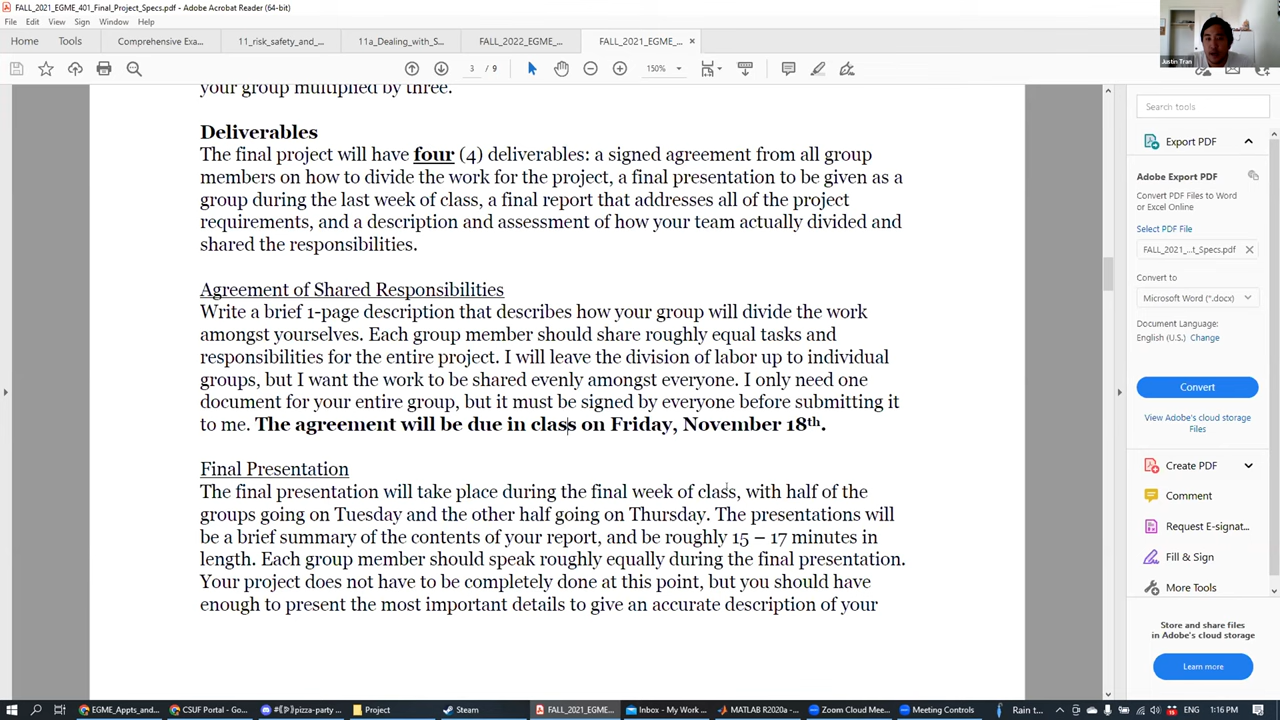 FALL_2021_EGME_401_Final_Project_Specs.pdf - Adobe Acrobat Reader (64-bit)
File Edit View Sign Window Help
Home Tools Comprehensive Exa... 11_risk_safety_and_... 11a_Dealing_with_S... FALL_2022_EGME_... FALL_2021_EGME_...
3 / 9 150%
Justin Tran
your group multiplied by three.
Deliverables
The final project will have four (4) deliverables: a signed agreement from all group
members on how to divide the work for the project, a final presentation to be given as a
group during the last week of class, a final report that addresses all of the project
requirements, and a description and assessment of how your team actually divided and
shared the responsibilities.
Agreement of Shared Responsibilities
Write a brief 1-page description that describes how your group will divide the work
amongst yourselves. Each group member should share roughly equal tasks and
responsibilities for the entire project. I will leave the division of labor up to individual
groups, but I want the work to be shared evenly amongst everyone. I only need one
document for your entire group, but it must be signed by everyone before submitting it
to me. The agreement will be due in class on Friday, November 18th.
Final Presentation
The final presentation will take place during the final week of class, with half of the
groups going on Tuesday and the other half going on Thursday. The presentations will
be a brief summary of the contents of your report, and be roughly 15 – 17 minutes in
length. Each group member should speak roughly equally during the final presentation.
Your project does not have to be completely done at this point, but you should have
enough to present the most important details to give an accurate description of your
Search tools
Export PDF
Adobe Export PDF
Convert PDF Files to Word
or Excel Online
Select PDF File
FALL_2021_...t_Specs.pdf
Convert to
Microsoft Word (*.docx)
Document Language:
English (U.S.) Change
Convert
View Adobe's cloud storage
Files
Create PDF
Comment
Request E-signat...
Fill & Sign
More Tools
Store and share files
in Adobe's cloud storage
Learn more
EGME_Appts_and... CSUF Portal - Go... pizza-party Project Steam FALL_2021_EGME... Inbox - My Work ... MATLAB R2020a Zoom Cloud Mee... Meeting Controls Rain t... 15 1:16 PM